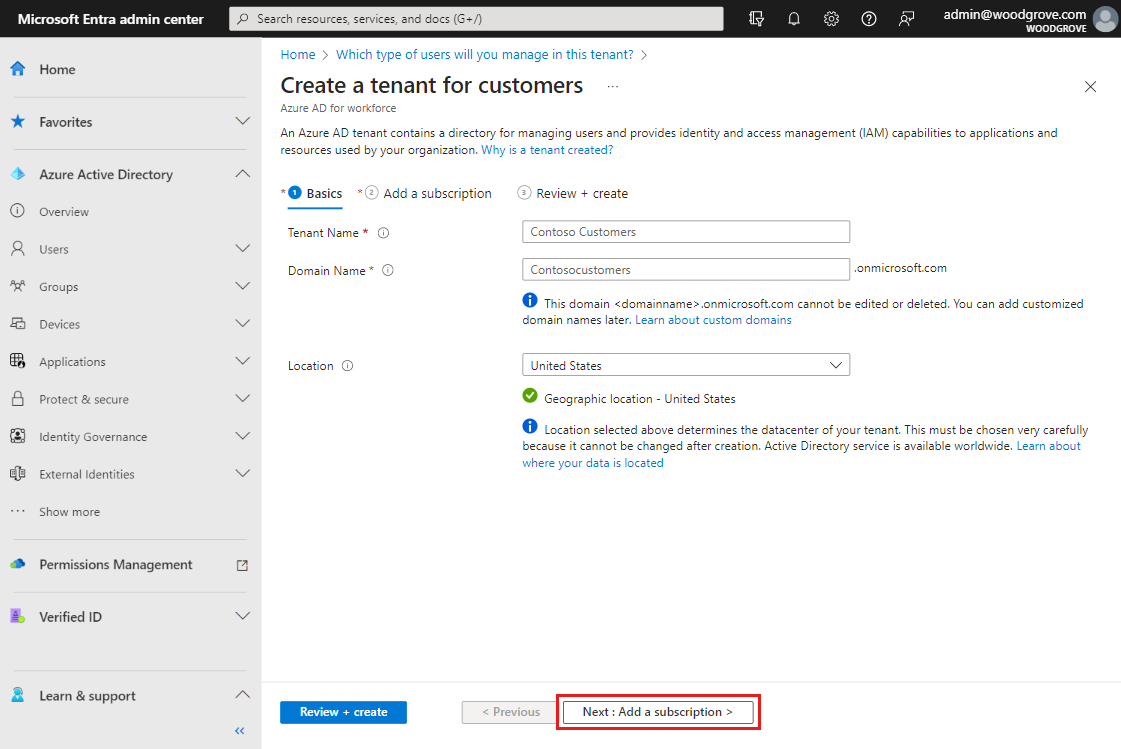 Microsoft Entra admin center
Search resources, services, and docs (G+/)
admin@woodgrove.com
WOODGROVE
Home
Favorites
Azure Active Directory
Overview
Users
Groups
Devices
Applications
Protect & secure
Identity Governance
External Identities
Show more
Permissions Management
Verified ID
Learn & support
Home > Which type of users will you manage in this tenant? >
Create a tenant for customers ...
Azure AD for workforce
An Azure AD tenant contains a directory for managing users and provides identity and access management (IAM) capabilities to applications and
resources used by your organization. Why is a tenant created?
* 1 Basics * 2 Add a subscription 3 Review + create
Tenant Name * Contoso Customers
Domain Name * Contosocustomers .onmicrosoft.com
This domain <domainname>.onmicrosoft.com cannot be edited or deleted. You can add customized
domain names later. Learn about custom domains
Location United States
Geographic location - United States
Location selected above determines the datacenter of your tenant. This must be chosen very carefully
because it cannot be changed after creation. Active Directory service is available worldwide. Learn about
where your data is located
Review + create < Previous Next : Add a subscription >